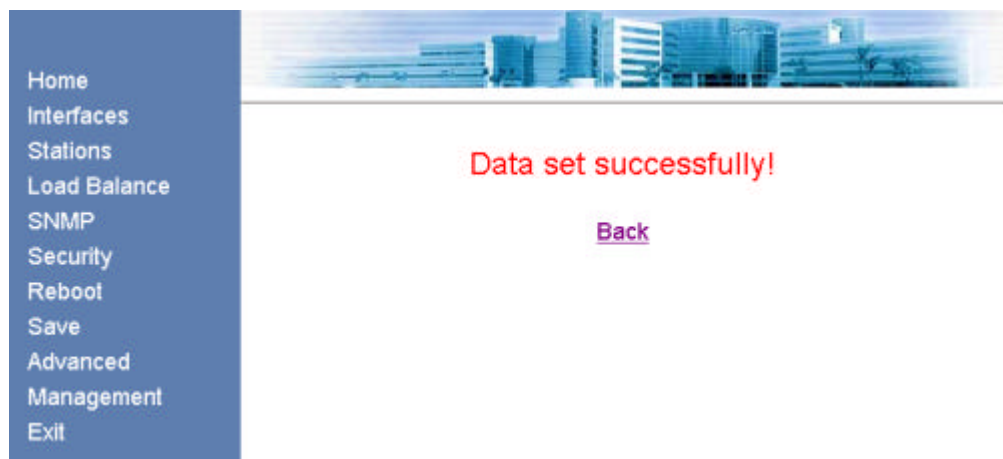 Home
Interfaces
Stations
Load Balance
SNMP
Security
Reboot
Save
Advanced
Management
Exit
Data set successfully!
Back